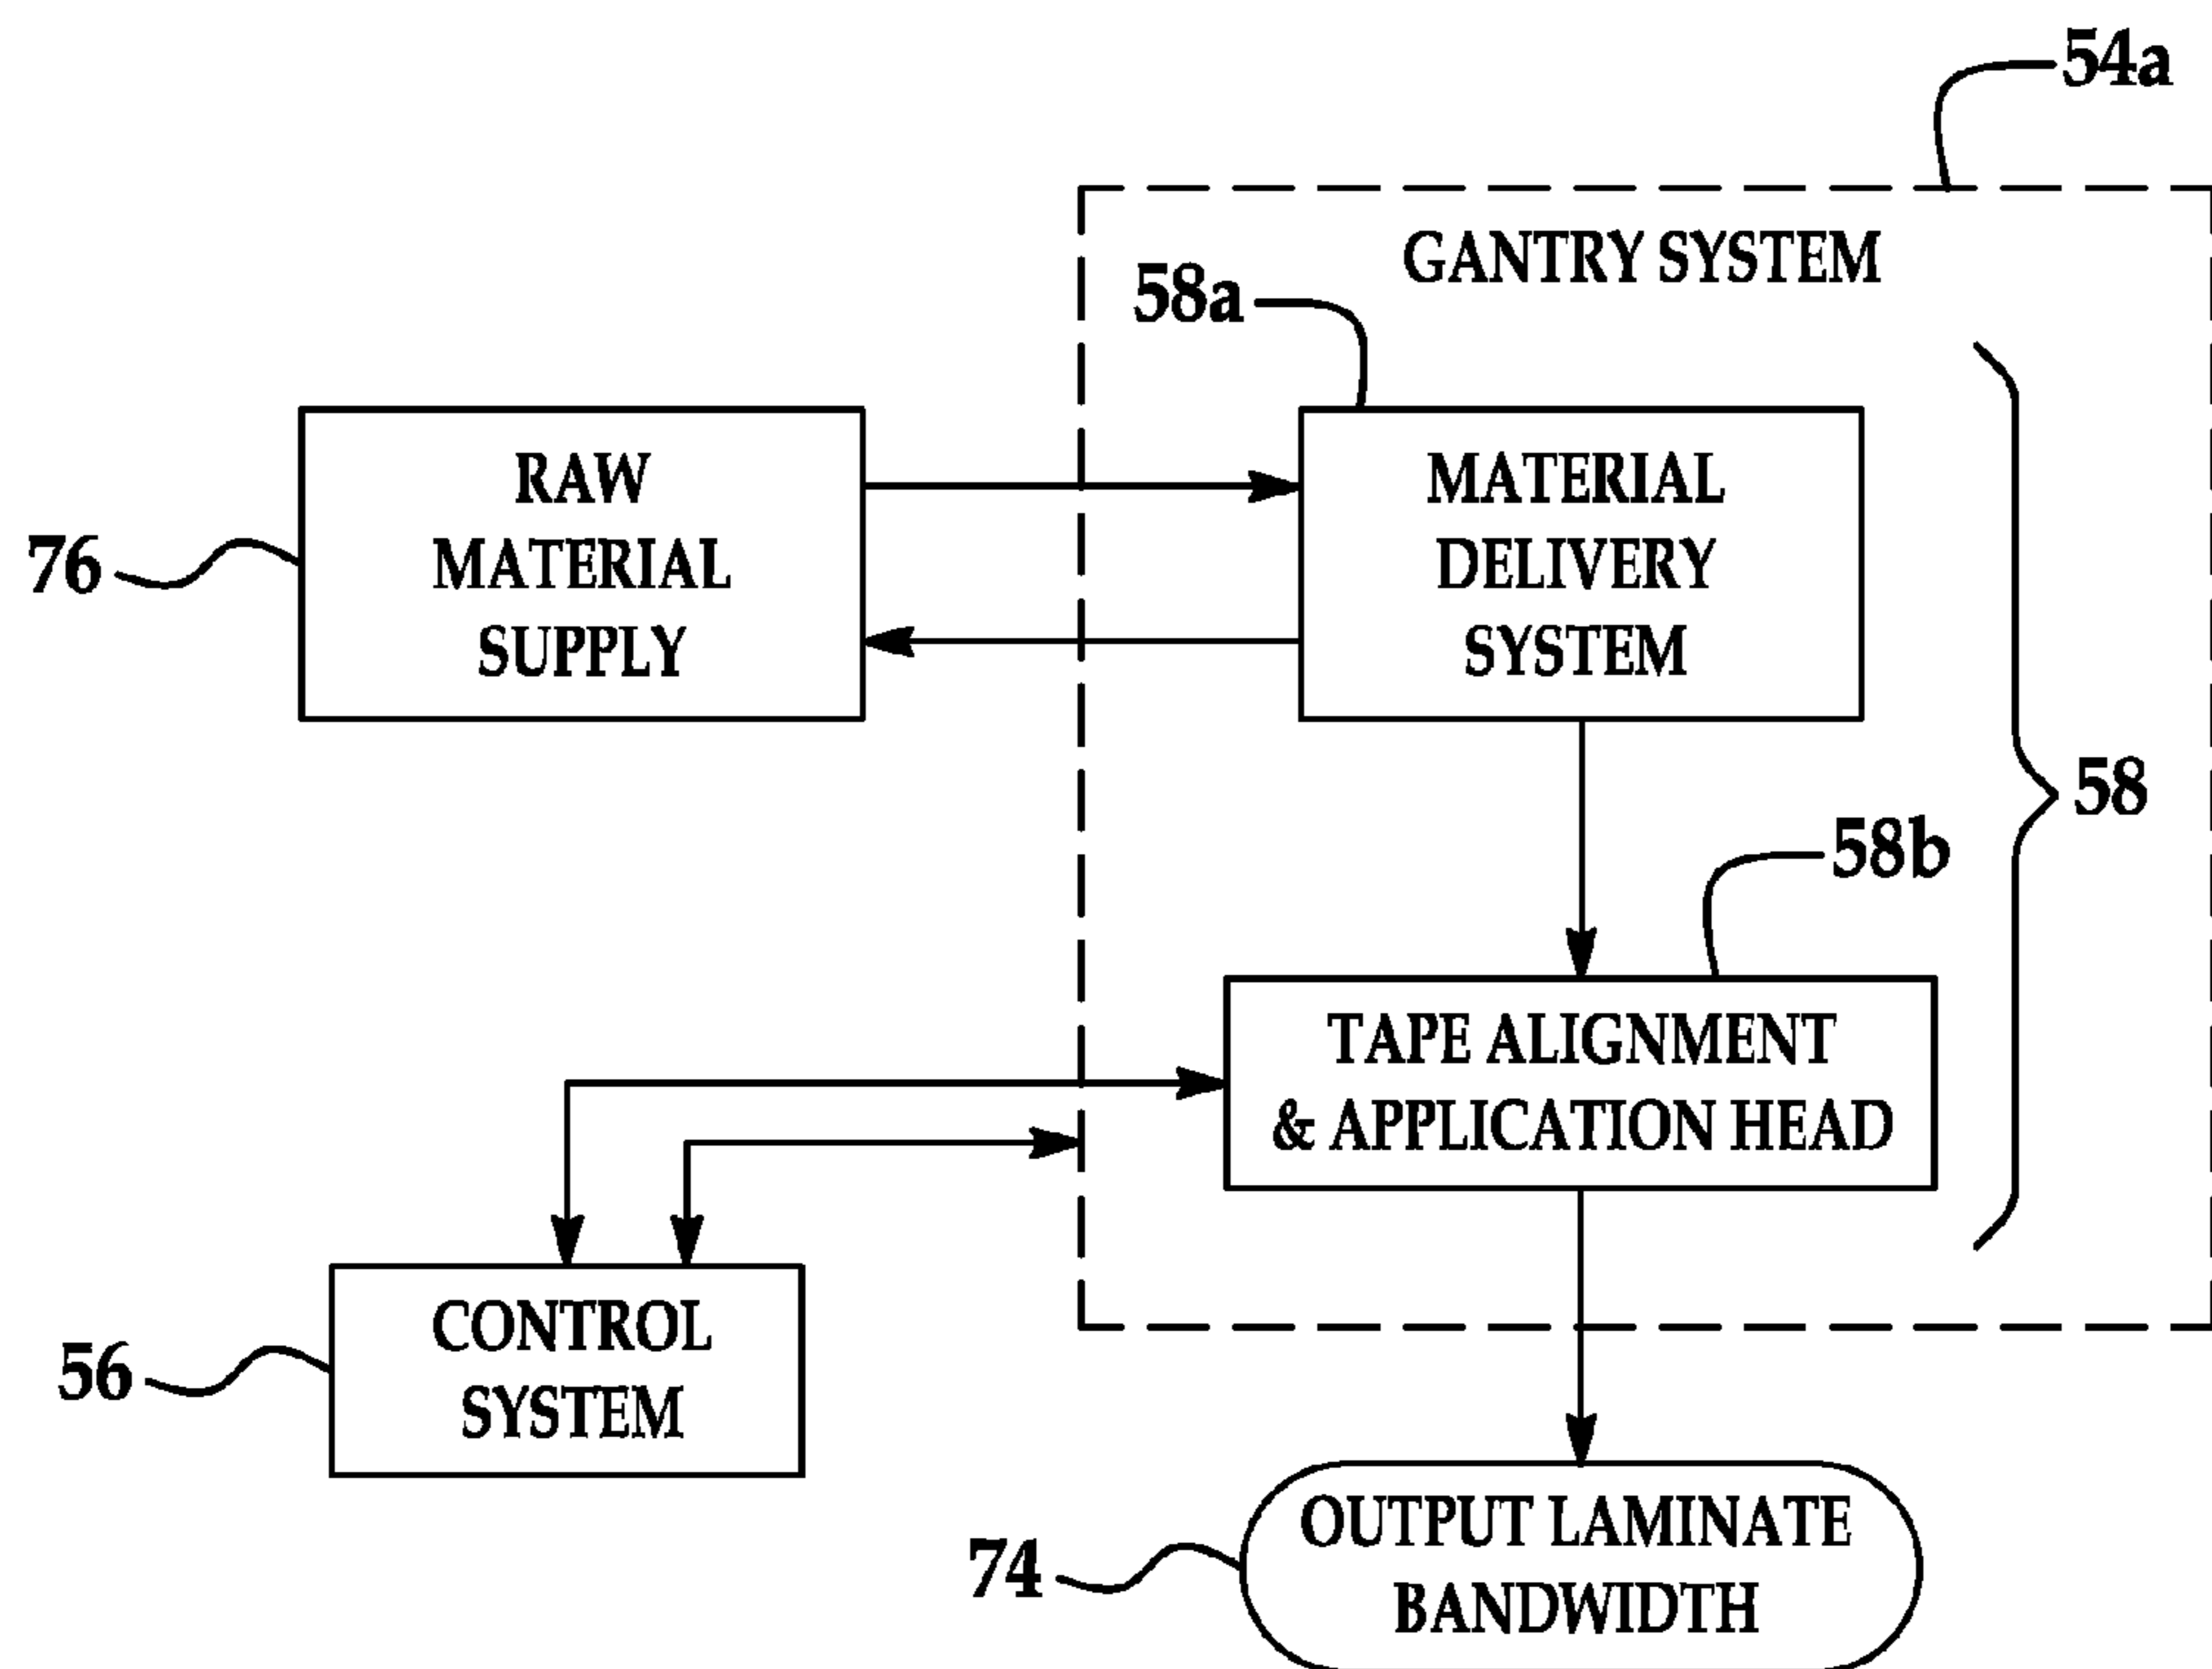 54a
GANTRY SYSTEM
58a
RAW
MATERIAL
SUPPLY
MATERIAL
DELIVERY
SYSTEM
76
58
58b
TAPE ALIGNMENT
& APPLICATION HEAD
CONTROL
SYSTEM
56
OUTPUT LAMINATE
BANDWIDTH
74